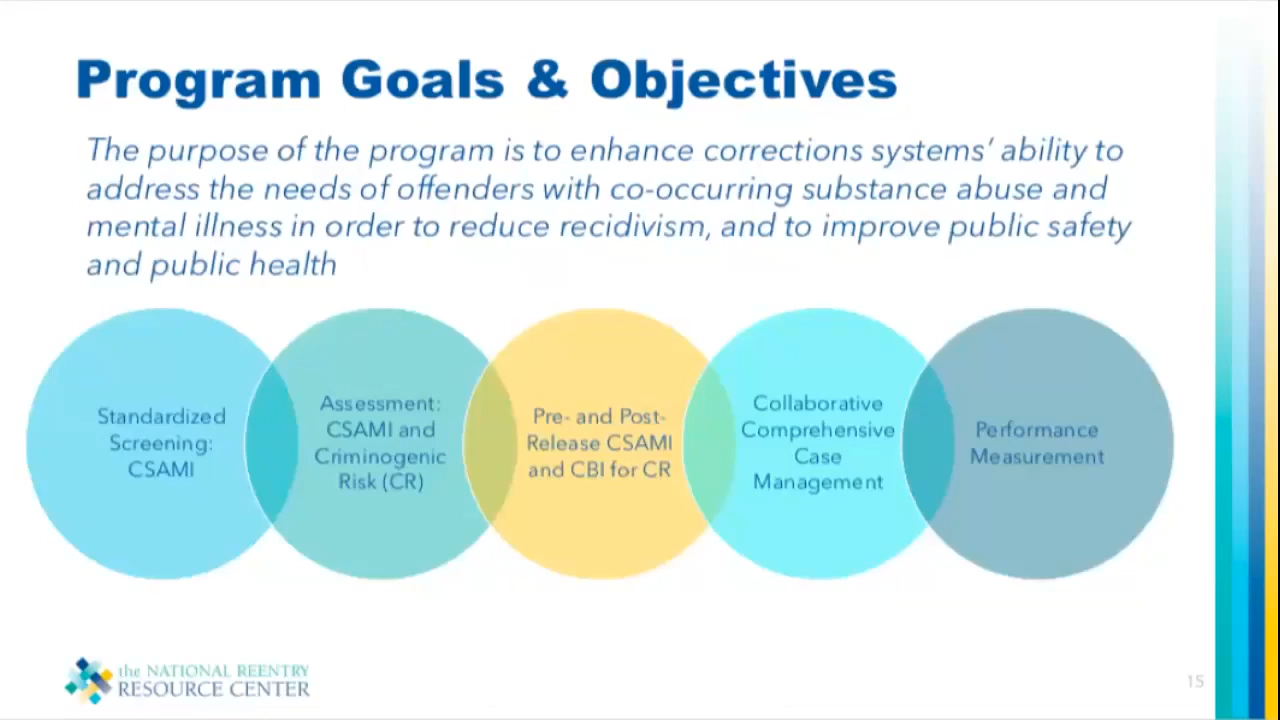 Program Goals & Objectives
The purpose of the program is to enhance corrections systems’ ability to
address the needs of offenders with co-occurring substance abuse and
mental illness in order to reduce recidivism, and to improve public safety
and public health
Standardized
Screening:
CSAMI
Assessment:
CSAMI and
Criminogenic
Risk (CR)
Pre- and Post-
Release CSAMI
and CBI for CR
Collaborative
Comprehensive
Case
Management
Performance
Measurement
the NATIONAL REENTRY
RESOURCE CENTER
15